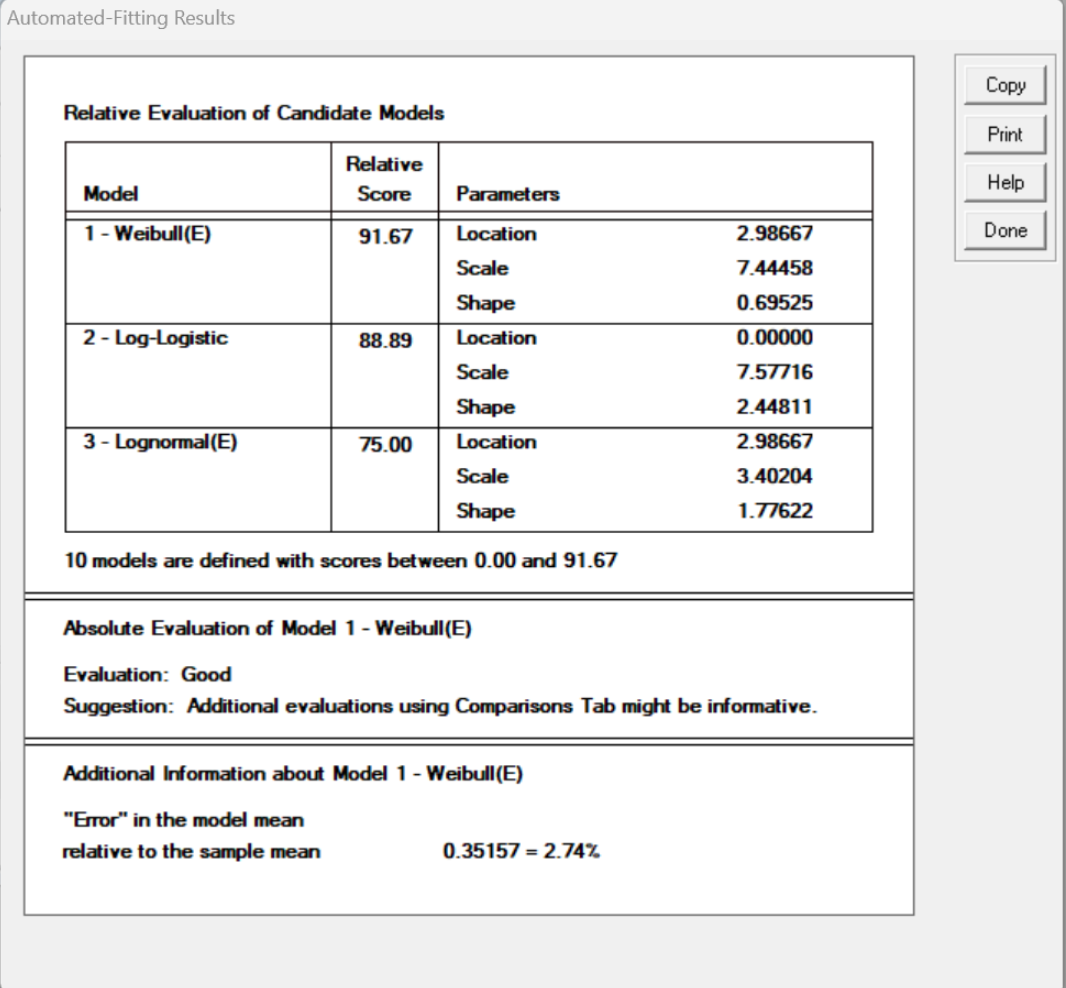 Automated-Fitting Results
Copy
Print
Help
Done
Relative Evaluation of Candidate Models
Model Relative Score Parameters
1 - Weibull(E) 91.67 Location 2.98667
Scale 7.44458
Shape 0.69525
2 - Log-Logistic 88.89 Location 0.00000
Scale 7.57716
Shape 2.44811
3 - Lognormal(E) 75.00 Location 2.98667
Scale 3.40204
Shape 1.77622
10 models are defined with scores between 0.00 and 91.67
Absolute Evaluation of Model 1 - Weibull(E)
Evaluation: Good
Suggestion: Additional evaluations using Comparisons Tab might be informative.
Additional Information about Model 1 - Weibull(E)
"Error" in the model mean
relative to the sample mean 0.35157 = 2.74%